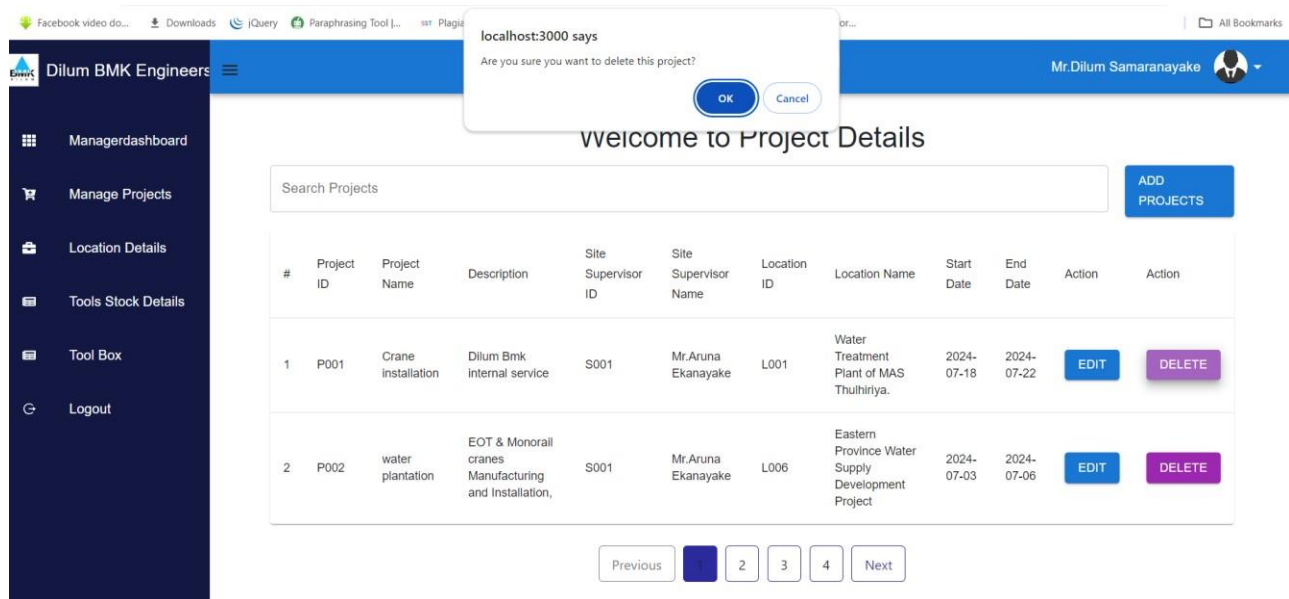 Facebook video do... Downloads jQuery Paraphrasing Tool |... SST Plagia or... All Bookmarks
localhost:3000 says
Are you sure you want to delete this project?
OK Cancel
BMK
DILUM
Dilum BMK Engineers
Mr.Dilum Samaranayake
Managerdashboard
Manage Projects
Location Details
Tools Stock Details
Tool Box
Logout
Welcome to Project Details
Search Projects
ADD
PROJECTS
# Project ID Project Name Description Site Supervisor ID Site Supervisor Name Location ID Location Name Start Date End Date Action Action
1 P001 Crane installation Dilum Bmk internal service S001 Mr.Aruna Ekanayake L001 Water Treatment Plant of MAS Thulhiriya. 2024-07-18 2024-07-22 EDIT DELETE
2 P002 water plantation EOT & Monorail cranes Manufacturing and Installation, S001 Mr.Aruna Ekanayake L006 Eastern Province Water Supply Development Project 2024-07-03 2024-07-06 EDIT DELETE
Previous 1 2 3 4 Next